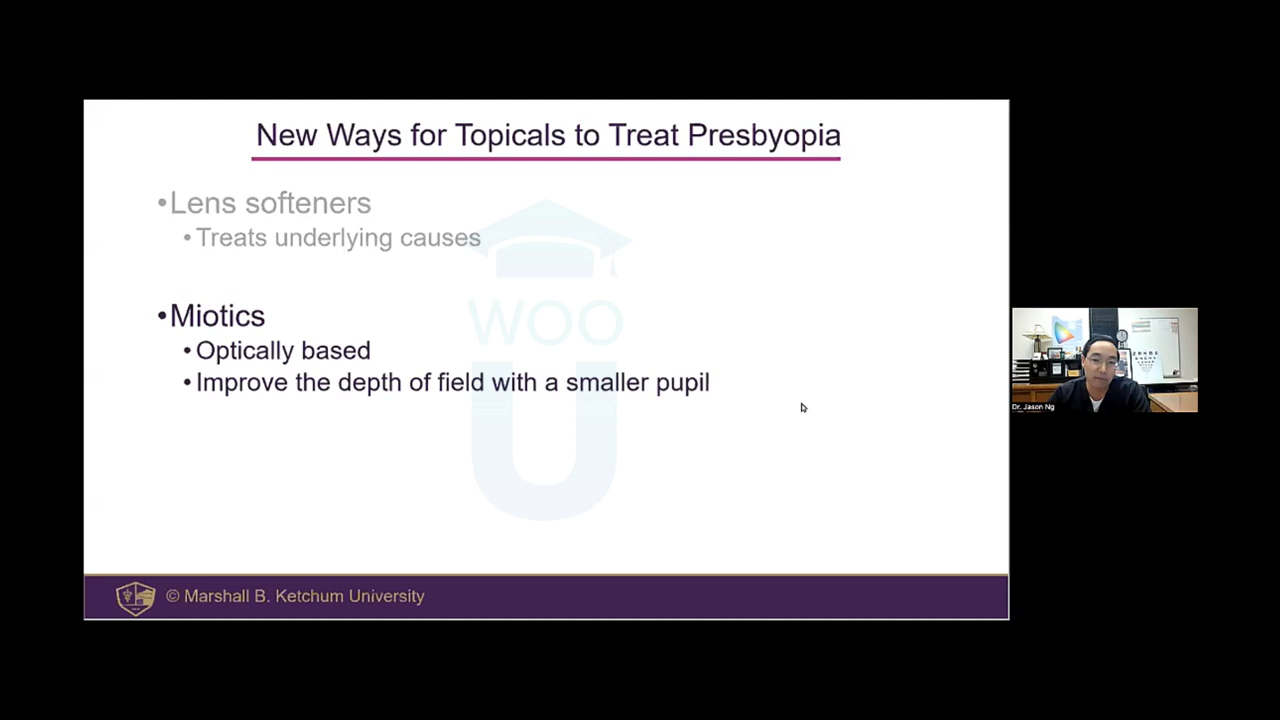 New Ways for Topicals to Treat Presbyopia
•Lens softeners
•Treats underlying causes
WOO
U
•Miotics
•Optically based
•Improve the depth of field with a smaller pupil
Dr. Jason Ng
© Marshall B. Ketchum University